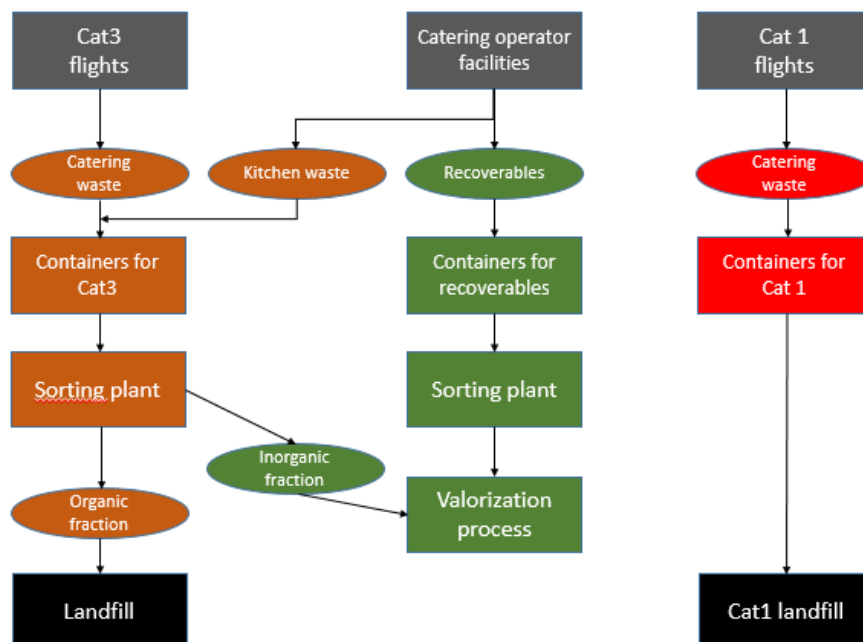 Cat3
flights
Catering operator
facilities
Cat 1
flights
Catering
waste
Kitchen waste
Recoverables
Catering
waste
Containers for
Cat3
Containers for
recoverables
Containers for
Cat 1
Sorting plant
Sorting plant
Inorganic
fraction
Organic
fraction
Valorization
process
Landfill
Cat1 landfill